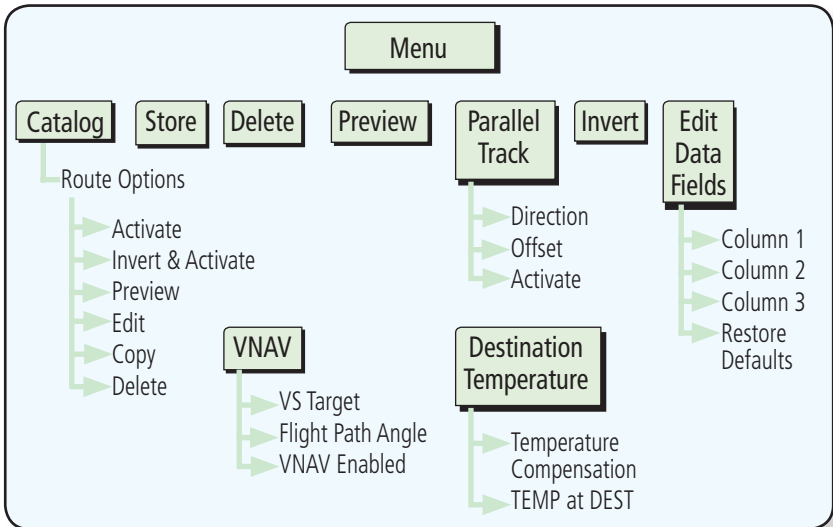 Menu
Catalog
Store
Delete
Preview
Parallel
Track
Invert
Edit
Data
Fields
Route Options
Activate
Invert & Activate
Preview
Edit
Copy
Delete
Direction
Offset
Activate
Column 1
Column 2
Column 3
Restore
Defaults
VNAV
VS Target
Flight Path Angle
VNAV Enabled
Destination
Temperature
Temperature
Compensation
TEMP at DEST